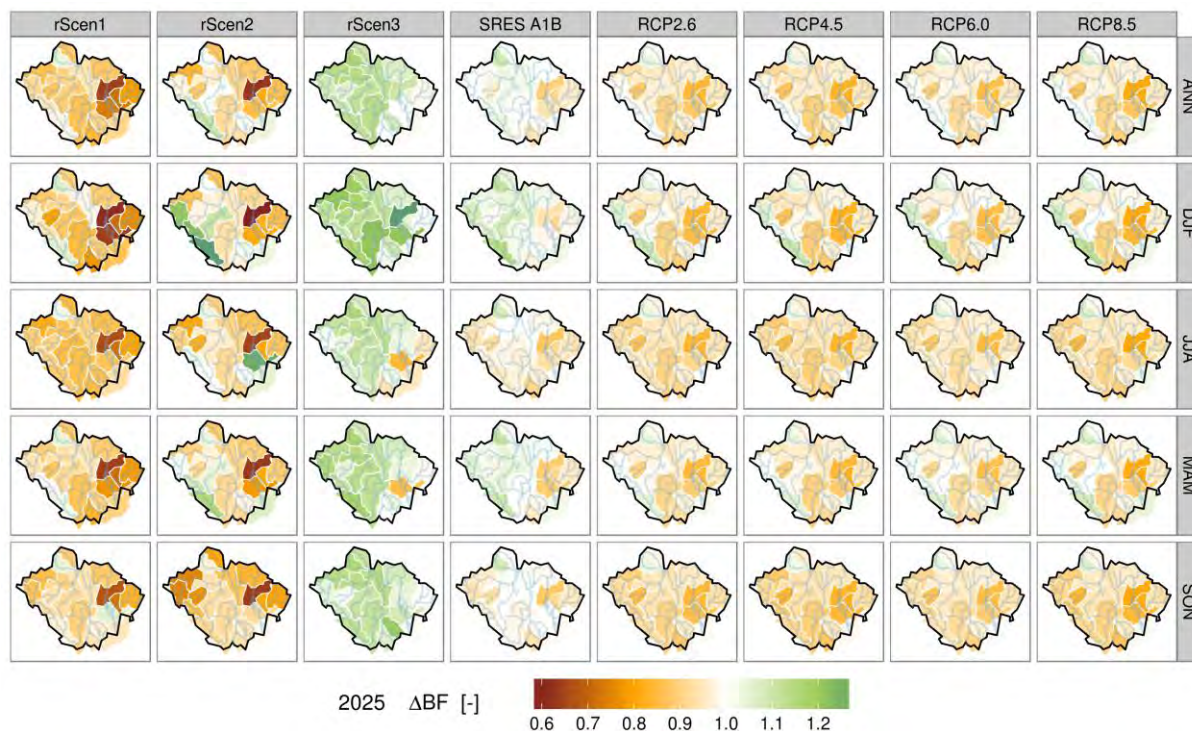 rScen1 rScen2 rScen3 SRES A1B RCP2.6 RCP4.5 RCP6.0 RCP8.5
ANN
DJF
JJA
MAM
SON
2025 ΔBF [-]
0.6 0.7 0.8 0.9 1.0 1.1 1.2